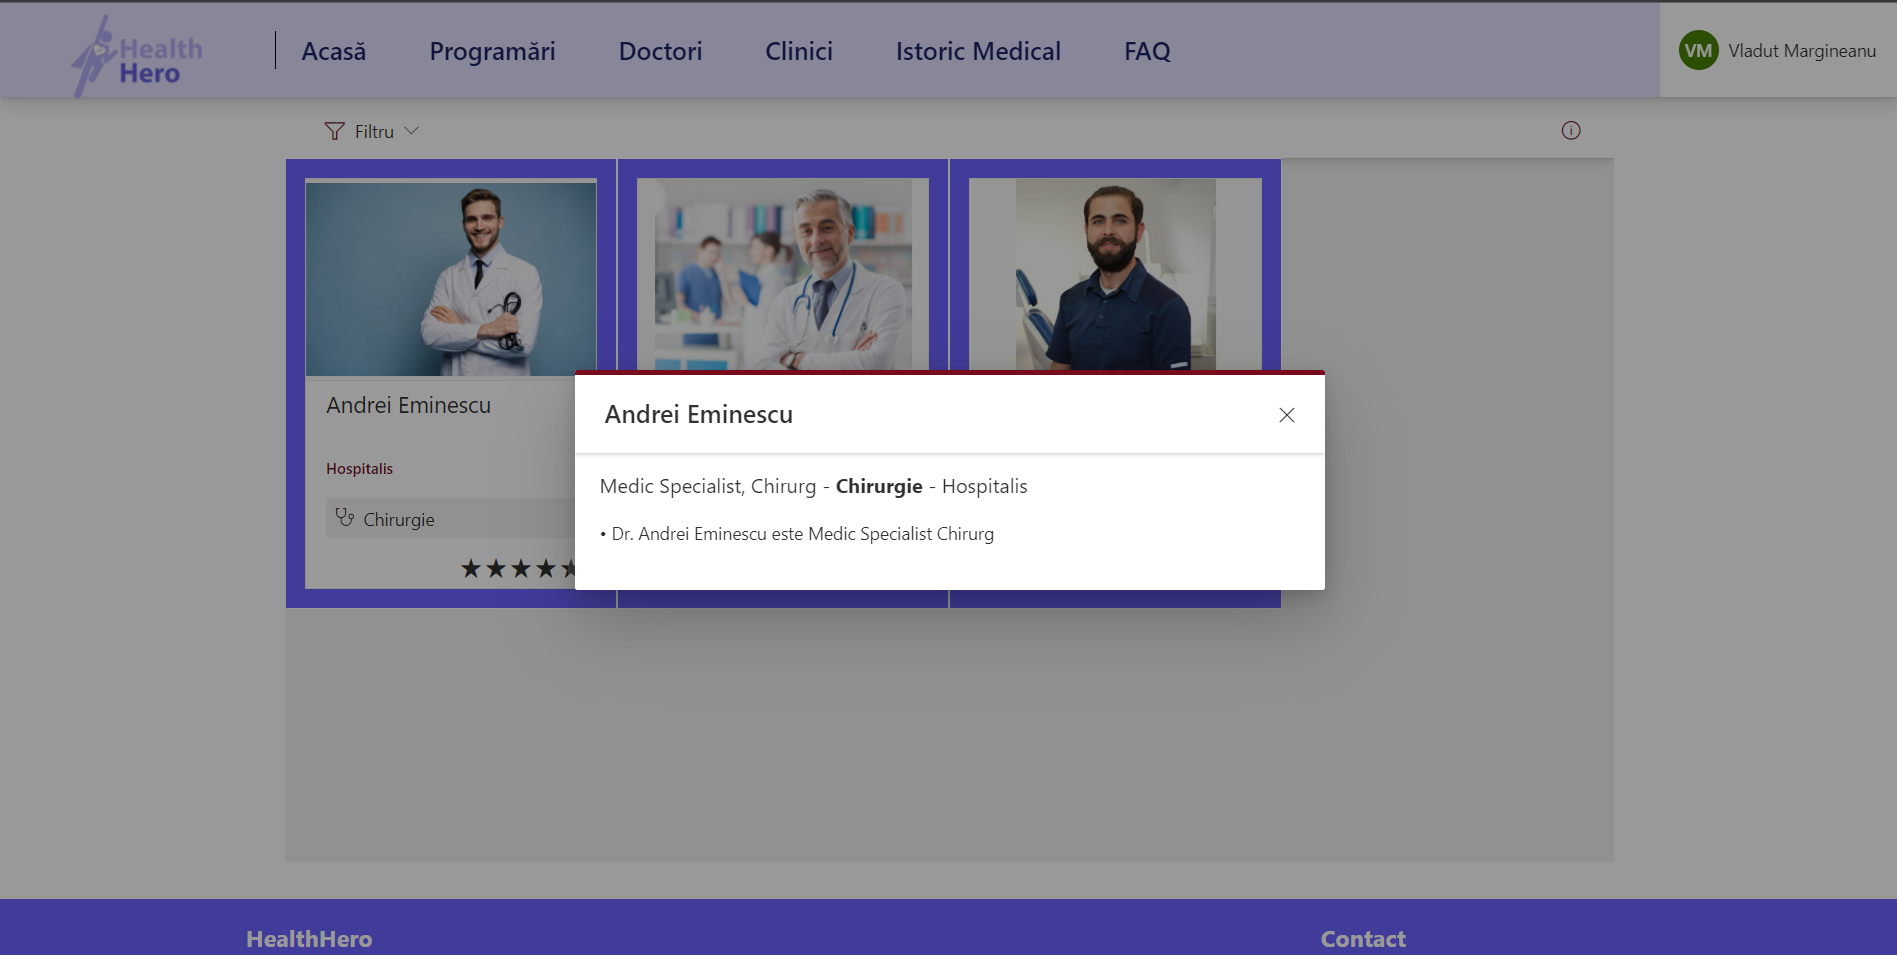 Health
Hero
Acasă
Programări
Doctori
Clinici
Istoric Medical
FAQ
VM
Vladut Margineanu
Filtru
Andrei Eminescu
Hospitalis
Chirurgie
Andrei Eminescu
Medic Specialist, Chirurg - Chirurgie - Hospitalis
• Dr. Andrei Eminescu este Medic Specialist Chirurg
HealthHero
Contact